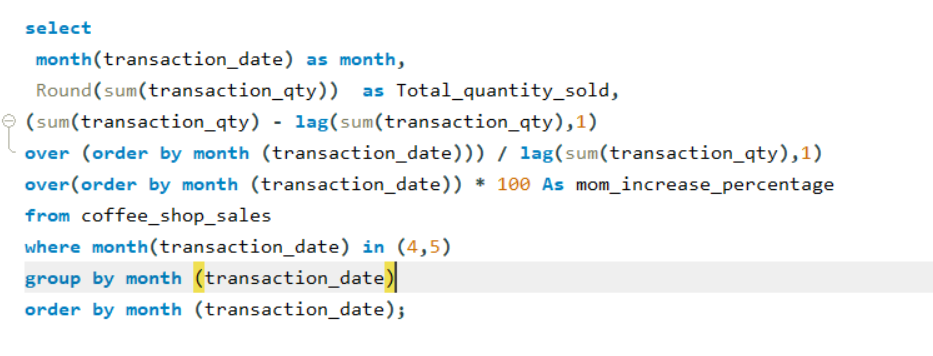 select
month(transaction_date) as month,
Round(sum(transaction_qty))  as Total_quantity_sold,
(sum(transaction_qty) - lag(sum(transaction_qty),1)
over (order by month (transaction_date))) / lag(sum(transaction_qty),1)
over(order by month (transaction_date)) * 100 As mom_increase_percentage
from coffee_shop_sales
where month(transaction_date) in (4,5)
group by month (transaction_date)
order by month (transaction_date);